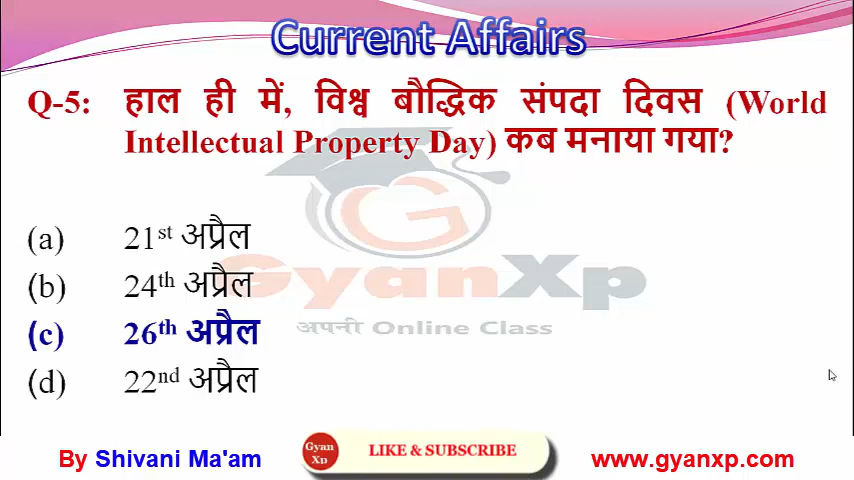 Current Affairs
Q-5: हाल ही में, विश्व बौद्धिक संपदा दिवस (World
Intellectual Property Day) कब मनाया गया?
(a) 21st अप्रैल
(b) 24th अप्रैल
(c) 26th अप्रैल
(d) 22nd अप्रैल
GyanXp
अपनी Online Class
By Shivani Ma'am
Gyan
Xp
LIKE & SUBSCRIBE
www.gyanxp.com